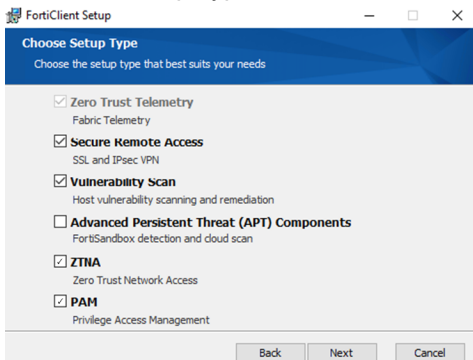 FortiClient Setup
Choose Setup Type
Choose the setup type that best suits your needs
Zero Trust Telemetry
Fabric Telemetry
Secure Remote Access
SSL and IPsec VPN
Vulnerability Scan
Host vulnerability scanning and remediation
Advanced Persistent Threat (APT) Components
FortiSandbox detection and cloud scan
ZTNA
Zero Trust Network Access
PAM
Privilege Access Management
Back Next Cancel